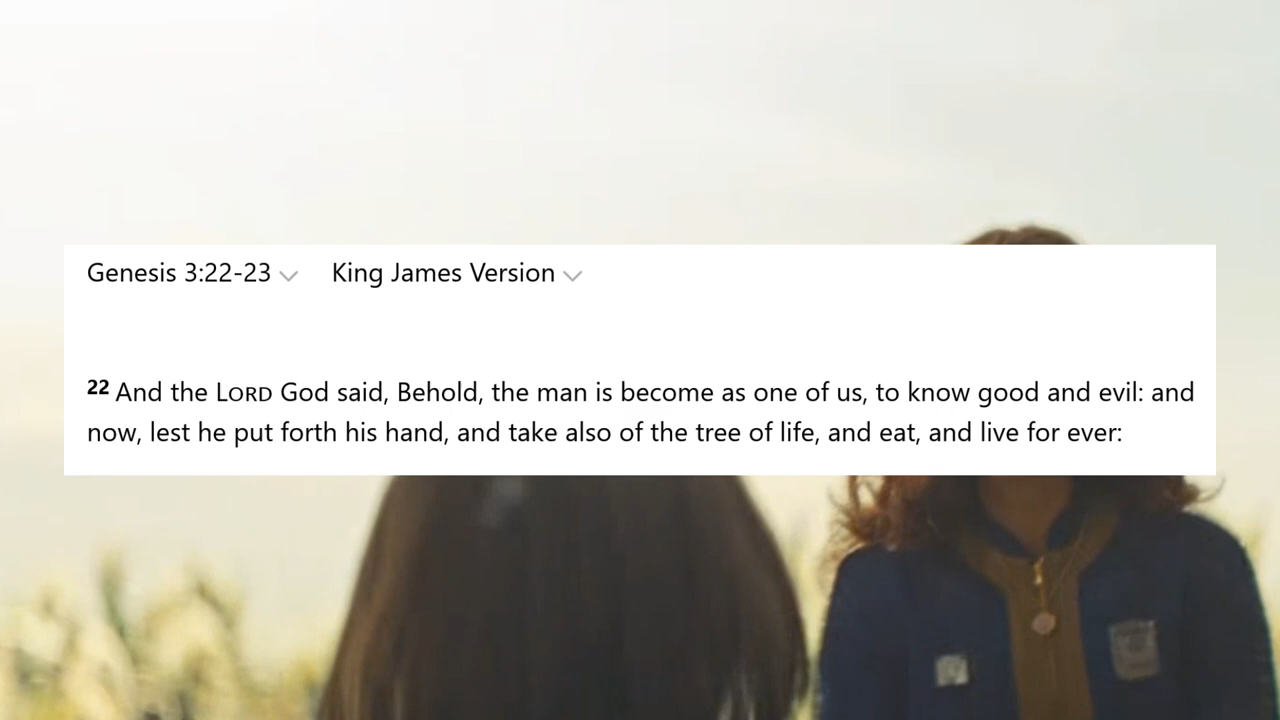 Genesis 3:22-23 King James Version
22 And the LORD God said, Behold, the man is become as one of us, to know good and evil: and
now, lest he put forth his hand, and take also of the tree of life, and eat, and live for ever: